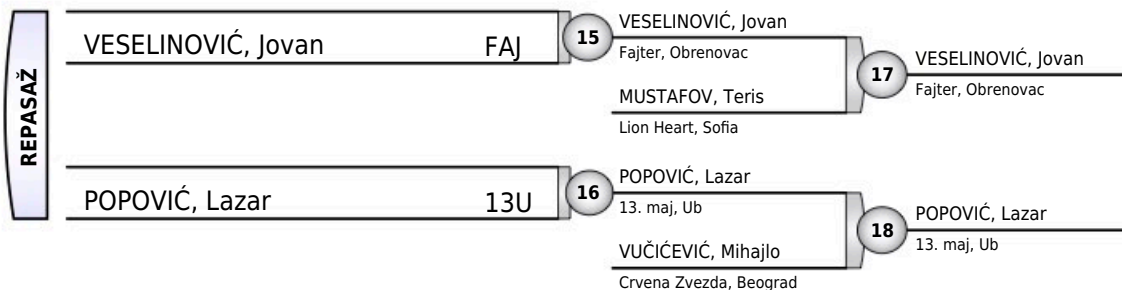 REPASAŽ
VESELINOVIĆ, Jovan FAJ
15
VESELINOVIĆ, Jovan
Fajter, Obrenovac
MUSTAFOV, Teris
Lion Heart, Sofia
17
VESELINOVIĆ, Jovan
Fajter, Obrenovac
POPOVIĆ, Lazar 13U
16
POPOVIĆ, Lazar
13. maj, Ub
VUČIĆEVIĆ, Mihajlo
Crvena Zvezda, Beograd
18
POPOVIĆ, Lazar
13. maj, Ub